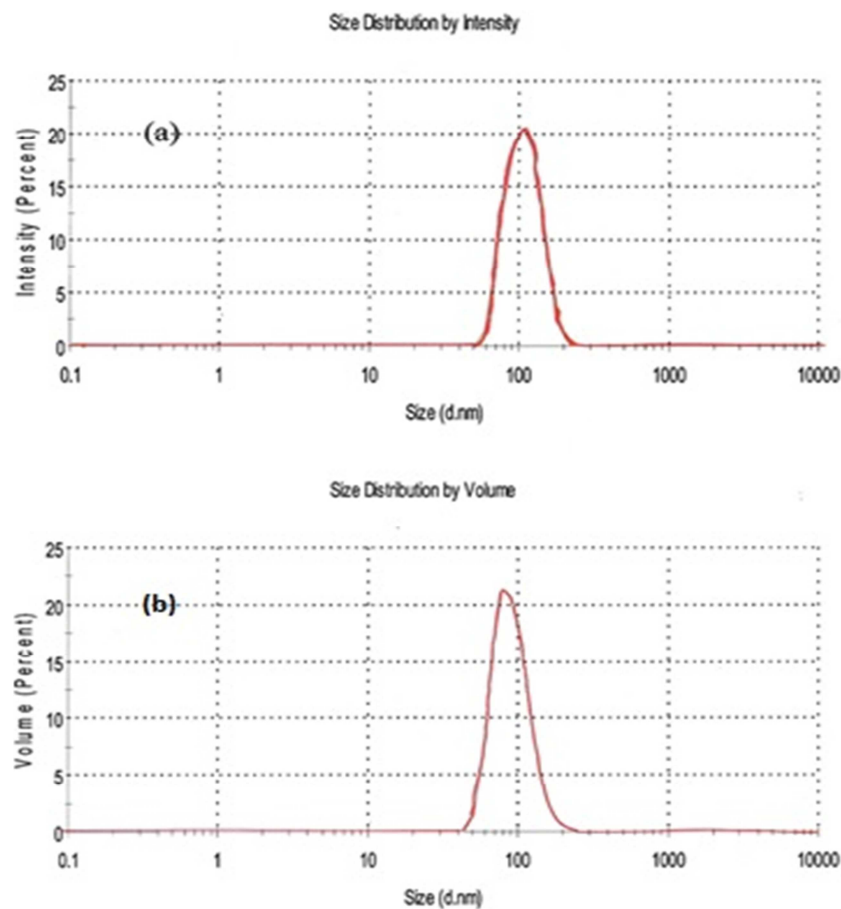 Size Distribution by Intensity
25
20
15
10
5
0
Intensity (Percent)
(a)
0.1 1 10 100 1000 10000
Size (d.nm)
Size Distribution by Volume
25
20
15
10
5
0
Volume (Percent)
(b)
0.1 1 10 100 1000 10000
Size (d.nm)